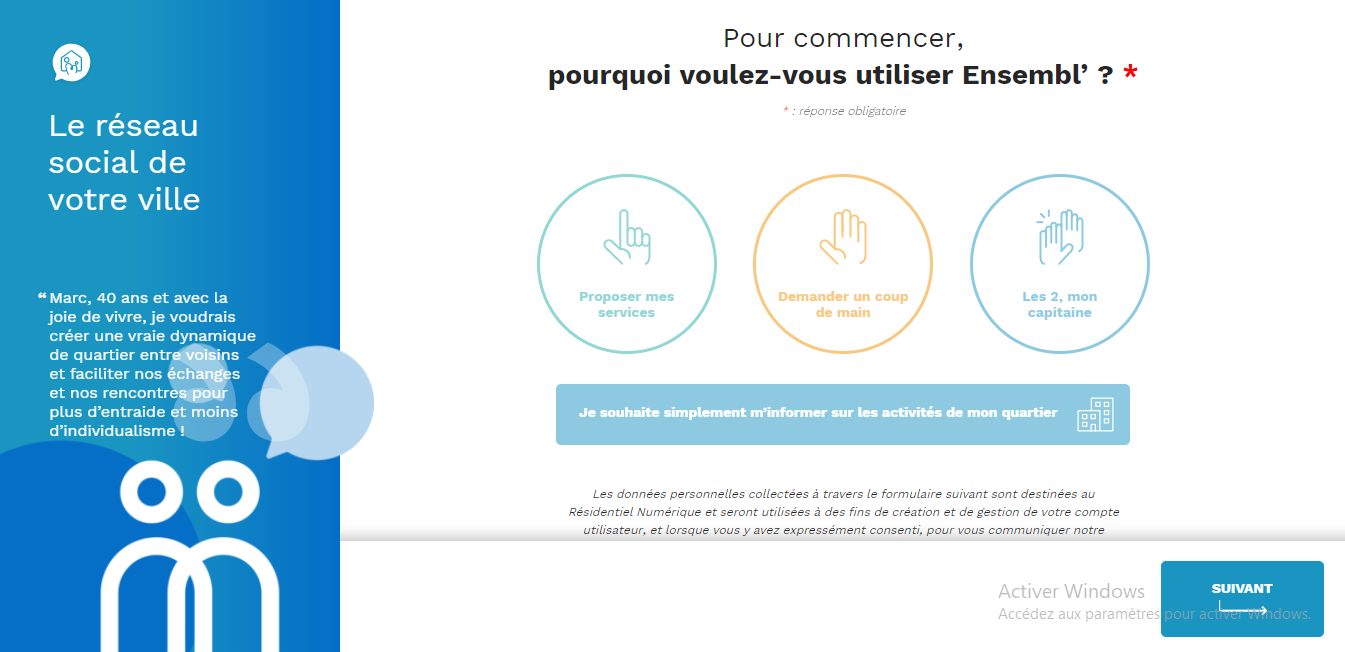 Le réseau
social de
votre ville
“ Marc, 40 ans et avec la
joie de vivre, je voudrais
créer une vraie dynamique
de quartier entre voisins
et faciliter nos échanges
et nos rencontres pour
plus d’entraide et moins
d’individualisme !
Pour commencer,
pourquoi voulez-vous utiliser Ensembl’ ? *
* : réponse obligatoire
Proposer mes
services
Demander un coup
de main
Les 2, mon
capitaine
Je souhaite simplement m’informer sur les activités de mon quartier
Les données personnelles collectées à travers le formulaire suivant sont destinées au
Résidentiel Numérique et seront utilisées à des fins de création et de gestion de votre compte
utilisateur, et lorsque vous y avez expressément consenti, pour vous communiquer notre
SUIVANT
Activer Windows
Accédez aux paramètres pour activer Windows.